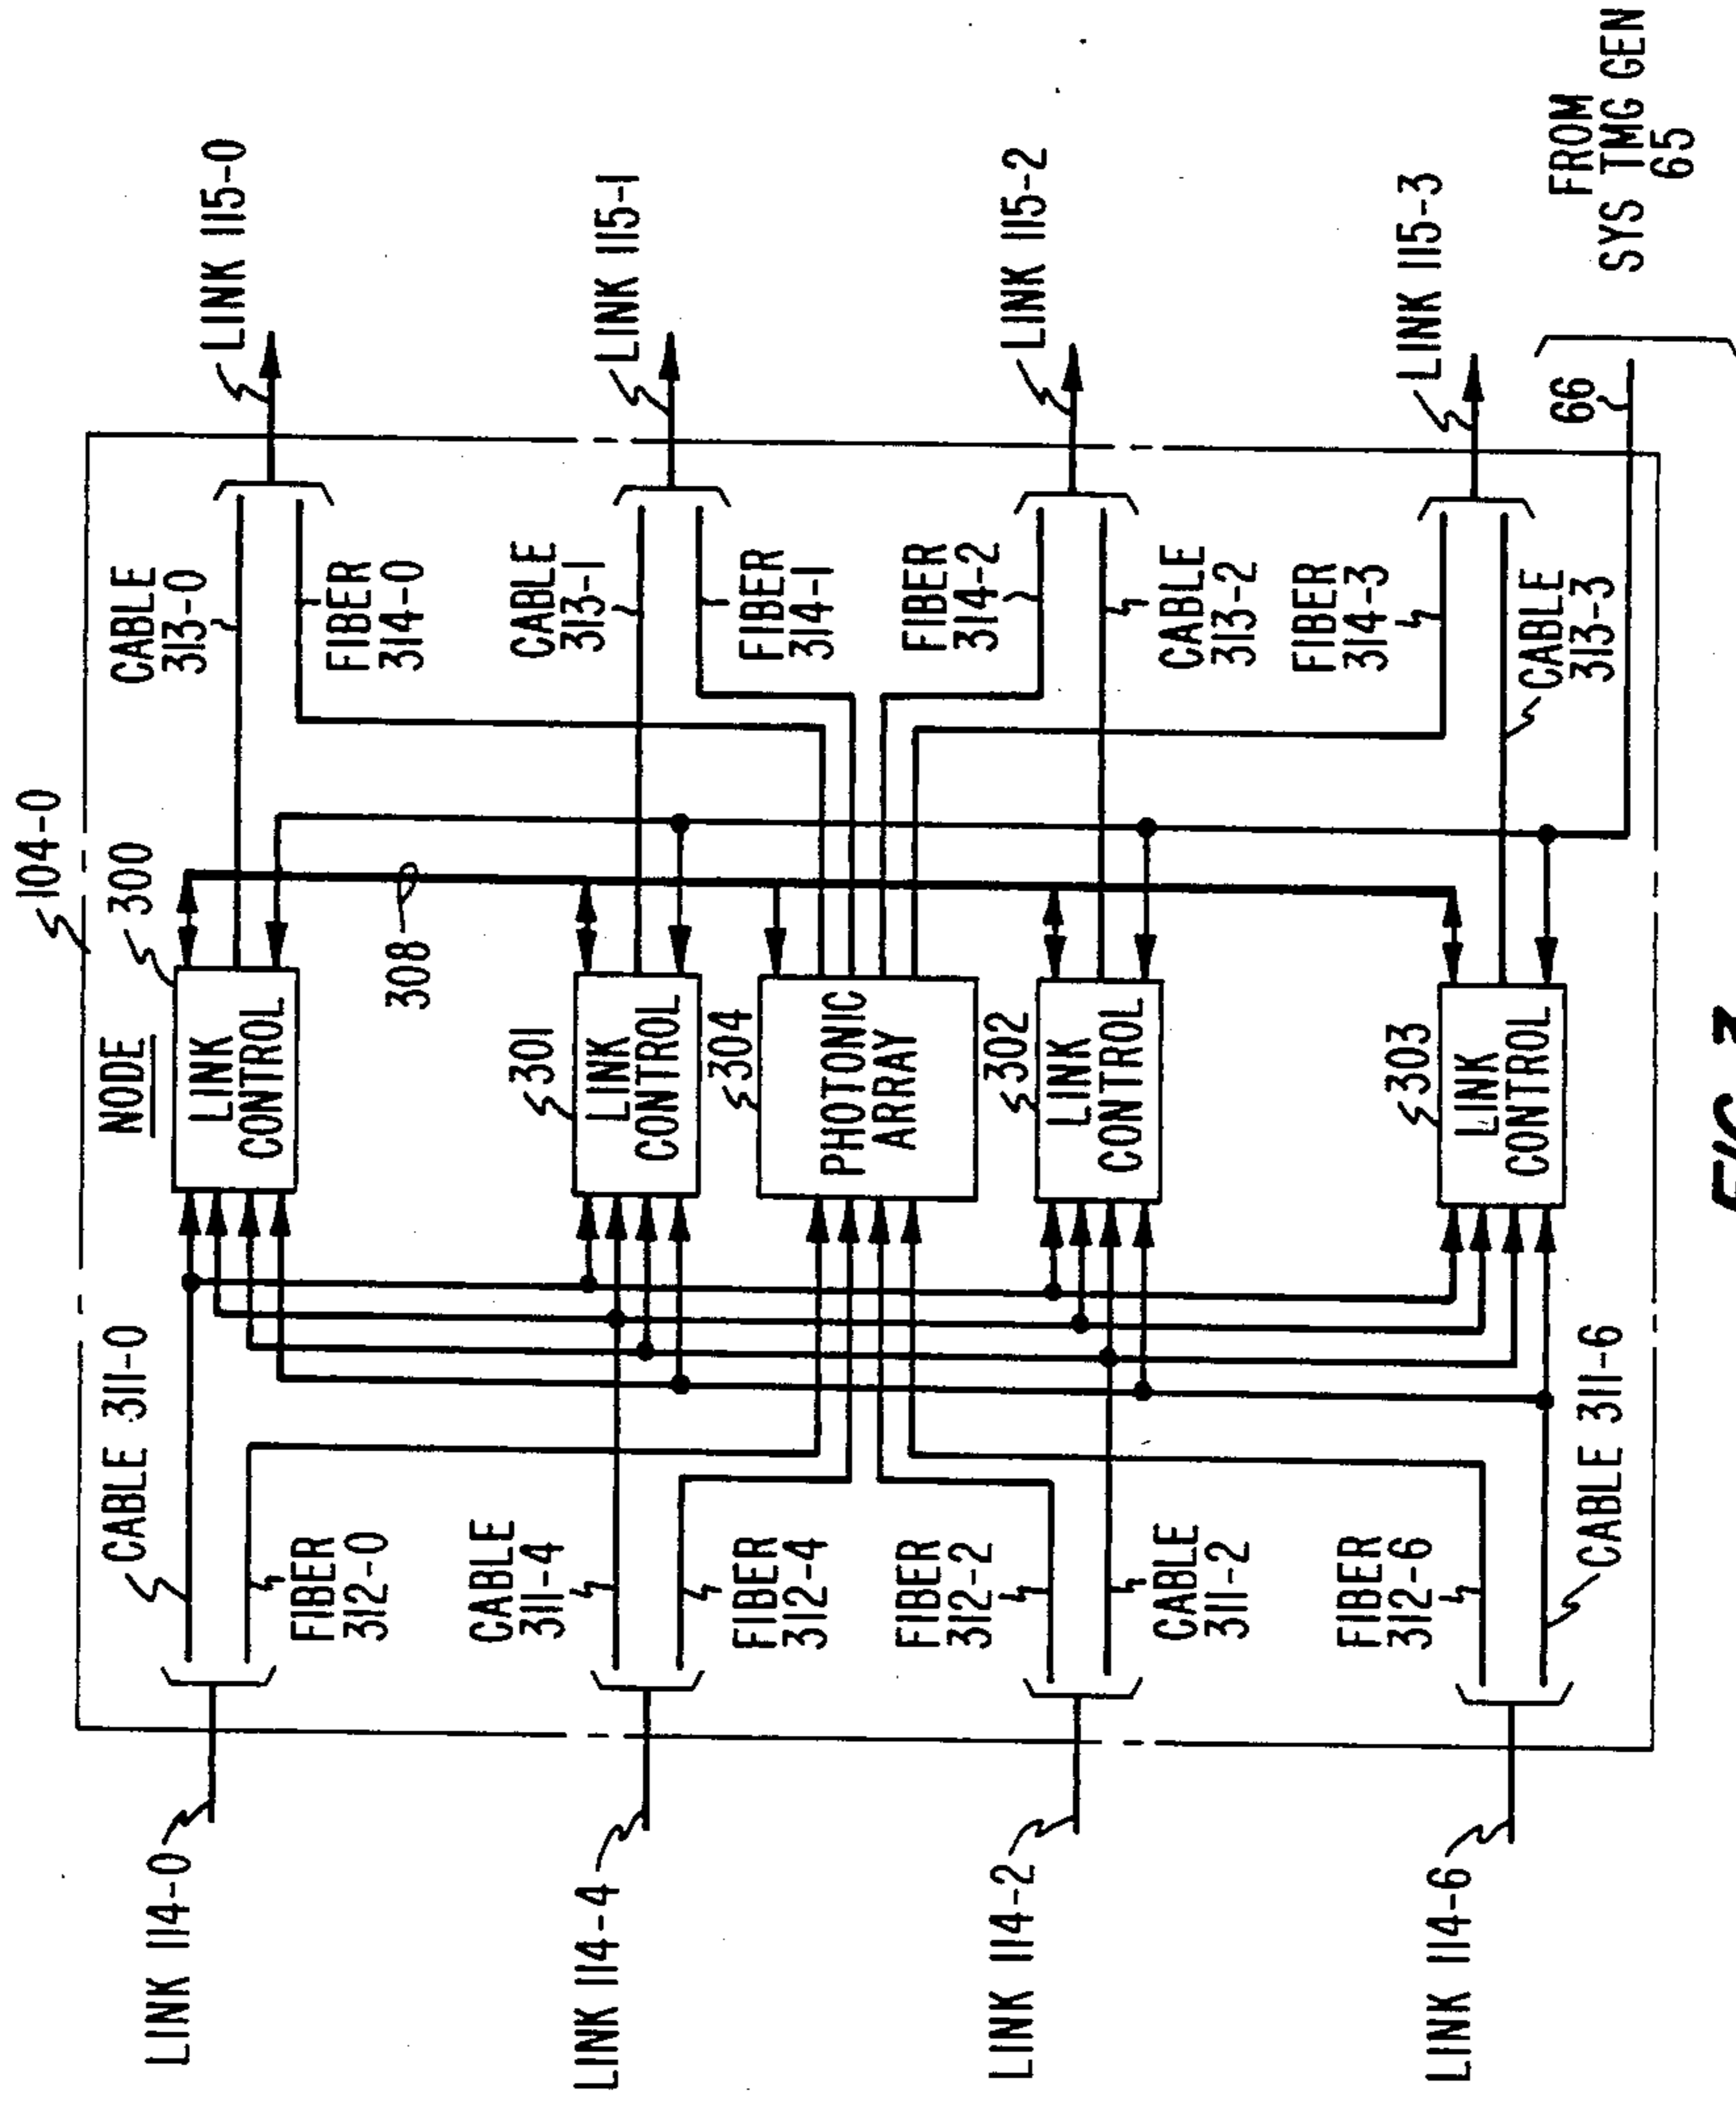 104-0
NODE
300
LINK
CONTROL
308
301
LINK
CONTROL
304
PHOTONIC
ARRAY
302
LINK
CONTROL
303
LINK
CONTROL
LINK 114-0
CABLE 311-0
FIBER
312-0
LINK 114-4
CABLE
311-4
FIBER
312-4
LINK 114-2
FIBER
312-2
CABLE
311-2
LINK 114-6
FIBER
312-6
CABLE 311-6
CABLE
313-0
FIBER
314-0
LINK 115-0
CABLE
313-1
FIBER
314-1
LINK 115-1
FIBER
314-2
CABLE
313-2
LINK 115-2
FIBER
314-3
CABLE
313-3
LINK 115-3
66
FROM
SYS TMG GEN
65
FIG. 3